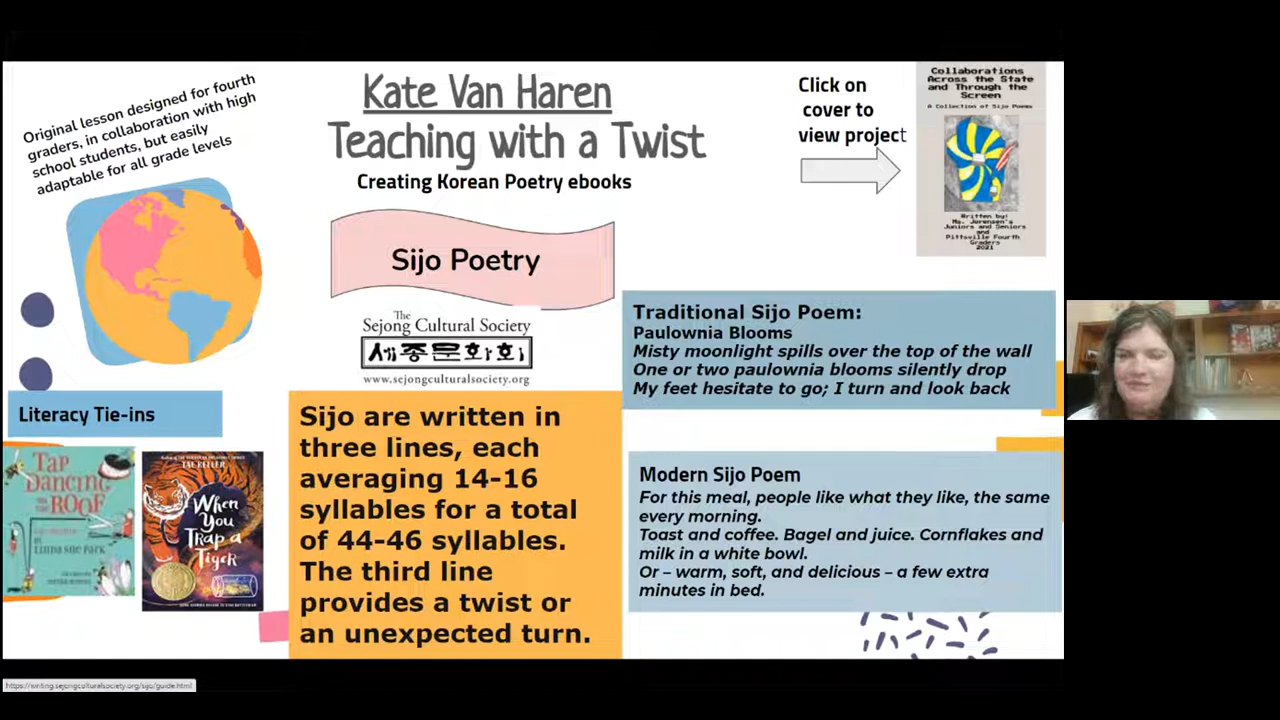 Original lesson designed for fourth
graders, in collaboration with high
school students, but easily
adaptable for all grade levels
Kate Van Haren
Teaching with a Twist
Creating Korean Poetry ebooks
Click on
cover to
view project
Collaborations
Across the State
and Through the
Screen
A Collection of Sijo Poems
Written by:
Ms. Jorensen's
Juniors and Seniors
and
Pittsville Fourth
Graders
2021
Sijo Poetry
The
Sejong Cultural Society
세종문화회
www.sejongculturalsociety.org
Traditional Sijo Poem:
Paulownia Blooms
Misty moonlight spills over the top of the wall
One or two paulownia blooms silently drop
My feet hesitate to go; I turn and look back
Literacy Tie-ins
TAP
DANCING
ON THE
ROOF
LINDA SUE PARK
TAE KELLER
When
You
Trap a
Tiger
Sijo are written in
three lines, each
averaging 14-16
syllables for a total
of 44-46 syllables.
The third line
provides a twist or
an unexpected turn.
Modern Sijo Poem
For this meal, people like what they like, the same
every morning.
Toast and coffee. Bagel and juice. Cornflakes and
milk in a white bowl.
Or – warm, soft, and delicious – a few extra
minutes in bed.
https://writing.sejongculturalsociety.org/sijo/guide.html